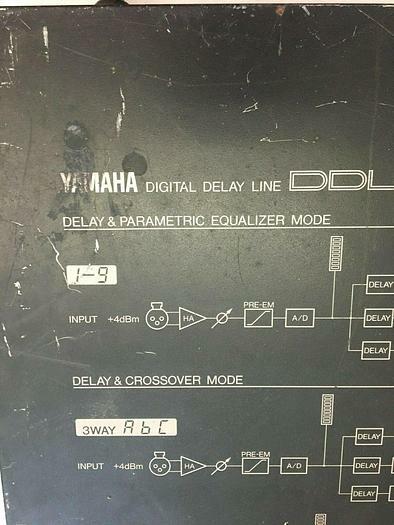 YAMAHA DIGITAL DELAY LINE DDL
DELAY & PARAMETRIC EQUALIZER MODE
1-9
DELAY
PRE-EM
INPUT +4dBm HA A/D DELAY
DELAY
DELAY & CROSSOVER MODE
3WAY A b C
DELAY
PRE-EM
INPUT +4dBm HA A/D DELAY
DELAY